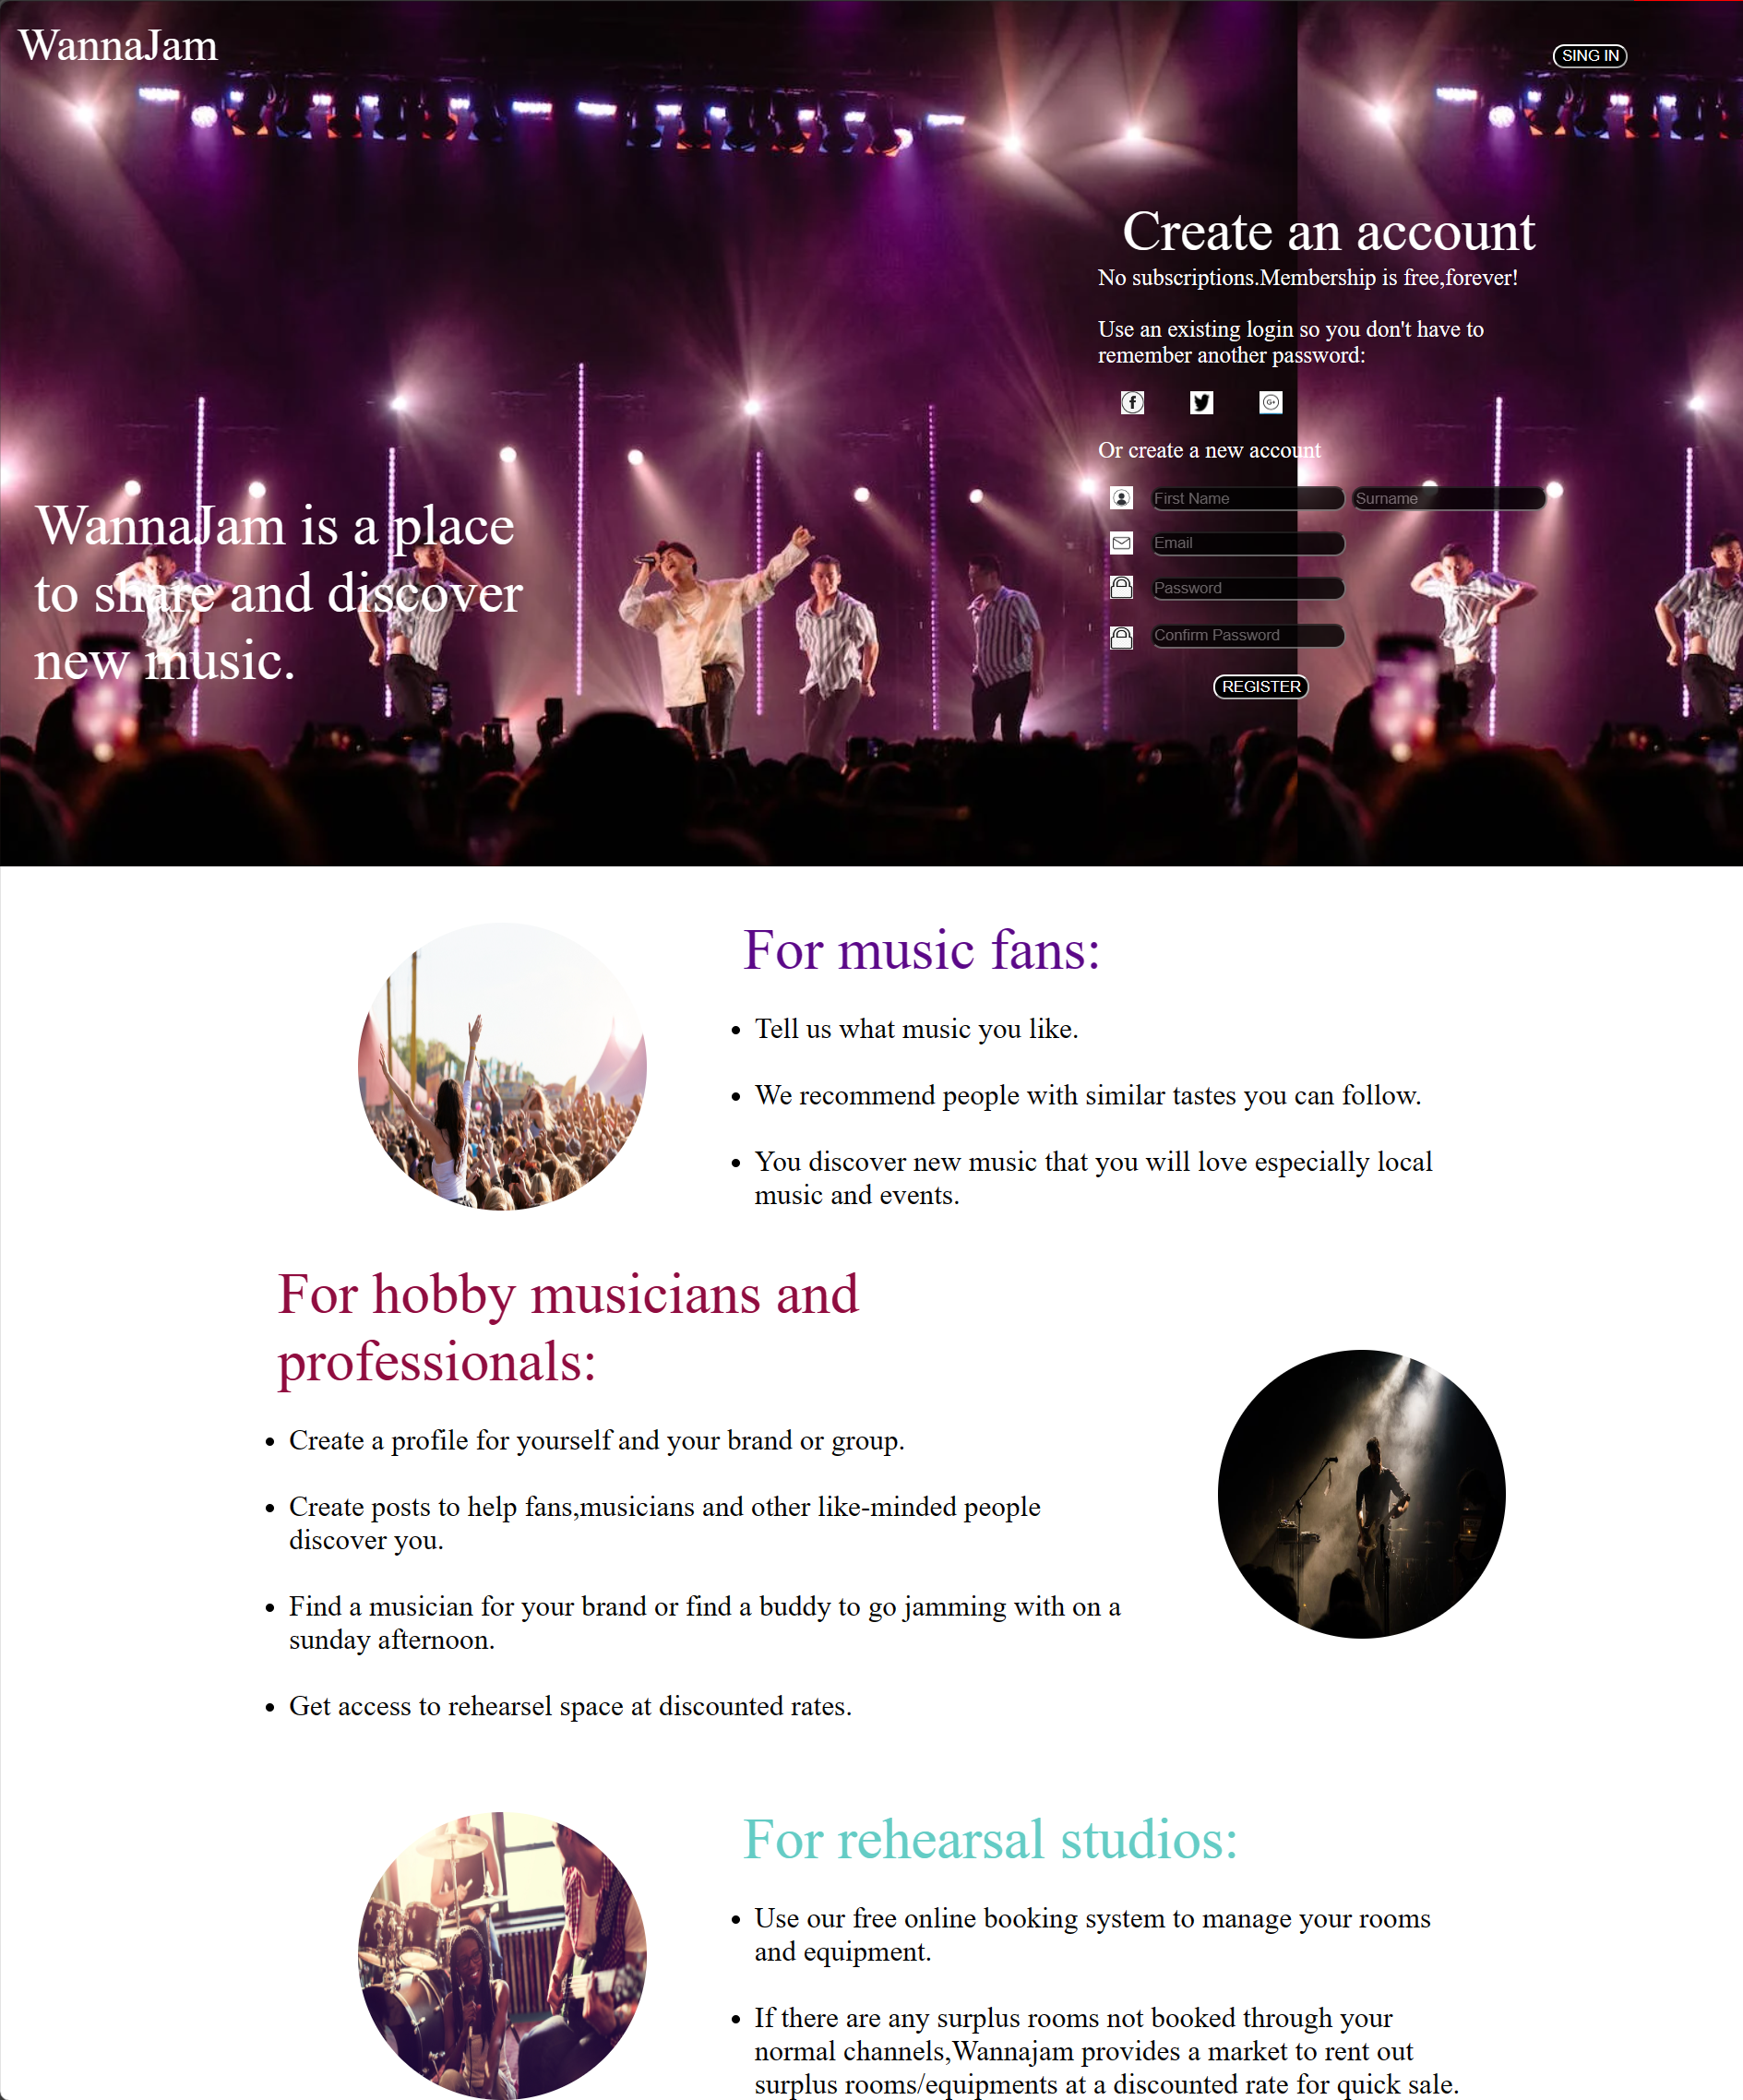 WannaJam
SING IN
Create an account
No subscriptions.Membership is free,forever!
Use an existing login so you don't have to
remember another password:
Or create a new account
First Name
Surname
Email
Password
Confirm Password
REGISTER
WannaJam is a place
to share and discover
new music.
For music fans:
Tell us what music you like.
We recommend people with similar tastes you can follow.
You discover new music that you will love especially local
music and events.
For hobby musicians and
professionals:
Create a profile for yourself and your brand or group.
Create posts to help fans,musicians and other like-minded people
discover you.
Find a musician for your brand or find a buddy to go jamming with on a
sunday afternoon.
Get access to rehearsel space at discounted rates.
For rehearsal studios:
Use our free online booking system to manage your rooms
and equipment.
If there are any surplus rooms not booked through your
normal channels,Wannajam provides a market to rent out
surplus rooms/equipments at a discounted rate for quick sale.